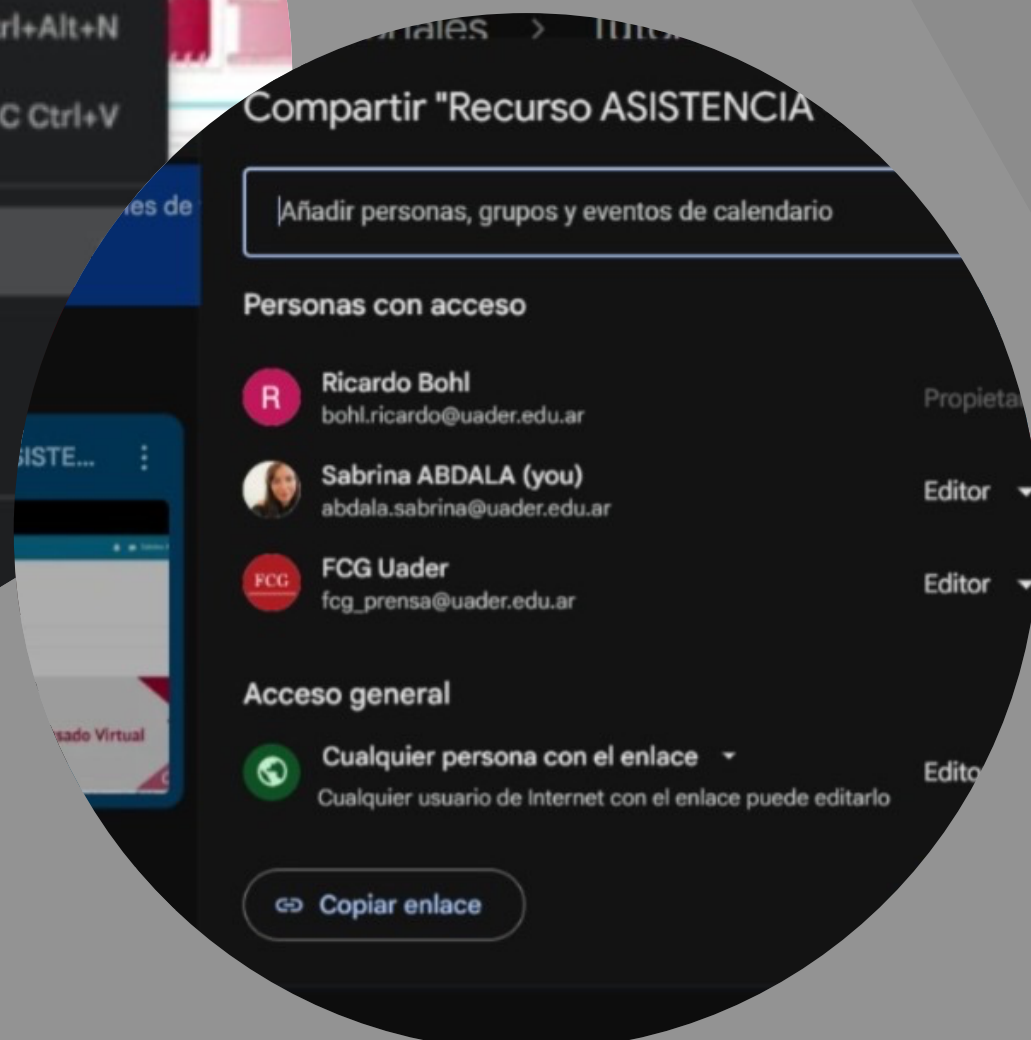 rl+Alt+N
C Ctrl+V
Compartir "Recurso ASISTENCIA
es de
Añadir personas, grupos y eventos de calendario
Personas con acceso
R
Ricardo Bohl
bohl.ricardo@uader.edu.ar
Propieta
Sabrina ABDALA (you)
abdala.sabrina@uader.edu.ar
Editor
SISTE...
FCG
FCG Uader
fcg_prensa@uader.edu.ar
Editor
Acceso general
sado Virtual
Cualquier persona con el enlace
Cualquier usuario de Internet con el enlace puede editarlo
Edito
Copiar enlace